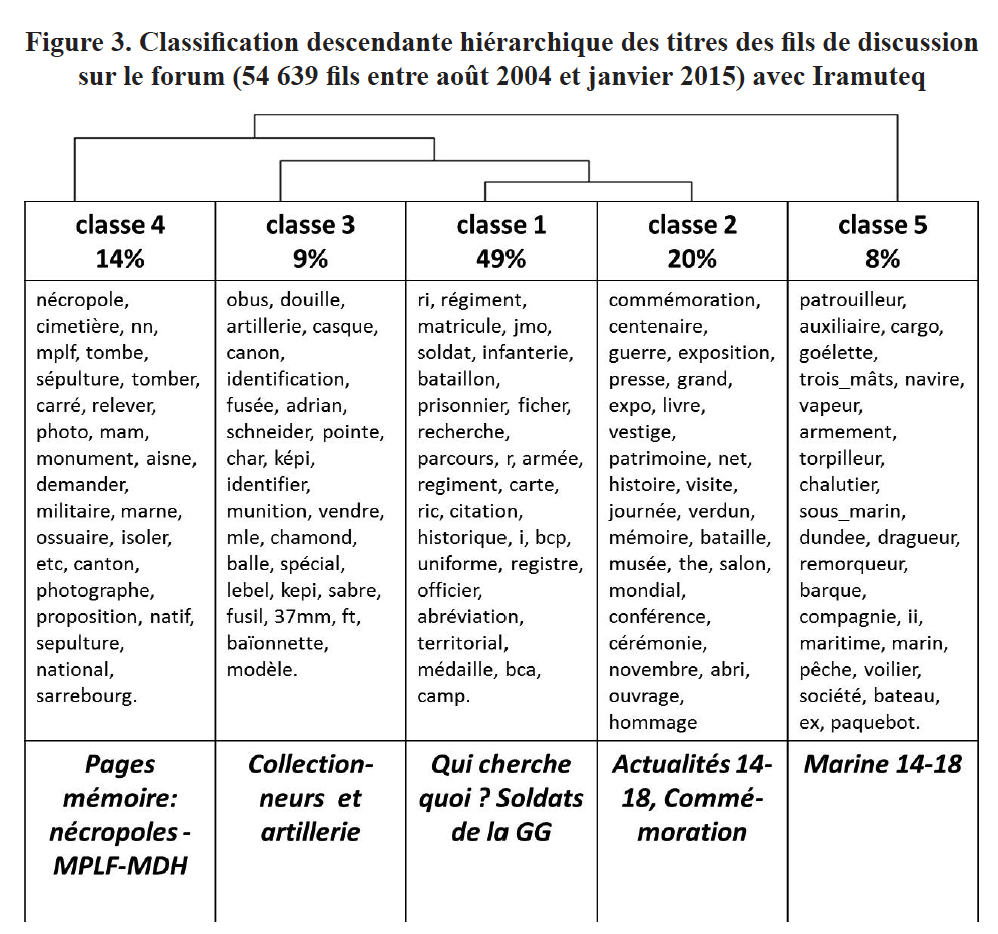 Figure 3. Classification descendante hiérarchique des titres des fils de discussion
sur le forum (54 639 fils entre août 2004 et janvier 2015) avec Iramuteq
classe 4
14%
nécropole,
cimetière, nn,
mplf, tombe,
sépulture, tomber,
carré, relever,
photo, mam,
monument, aisne,
demander,
militaire, marne,
ossuaire, isoler,
etc, canton,
photographe,
proposition, natif,
sepulture,
national,
sarrebourg.
Pages
mémoire:
nécropoles -
MPLF-MDH
classe 3
9%
obus, douille,
artillerie, casque,
canon,
identification,
fusée, adrian,
schneider, pointe,
char, képi,
identifier,
munition, vendre,
mle, chamond,
balle, spécial,
lebel, kepi, sabre,
fusil, 37mm, ft,
baïonnette,
modèle.
Collection-
neurs et
artillerie
classe 1
49%
ri, régiment,
matricule, jmo,
soldat, infanterie,
bataillon,
prisonnier, ficher,
recherche,
parcours, r, armée,
regiment, carte,
ric, citation,
historique, i, bcp,
uniforme, registre,
officier,
abréviation,
territorial,
médaille, bca,
camp.
Qui cherche
quoi ? Soldats
de la GG
classe 2
20%
commémoration,
centenaire,
guerre, exposition,
presse, grand,
expo, livre,
vestige,
patrimoine, net,
histoire, visite,
journée, verdun,
mémoire, bataille,
musée, the, salon,
mondial,
conférence,
cérémonie,
novembre, abri,
ouvrage,
hommage
Actualités 14-
18, Commé-
moration
classe 5
8%
patrouilleur,
auxiliaire, cargo,
goélette,
trois_mâts, navire,
vapeur,
armement,
torpilleur,
chalutier,
sous_marin,
dundee, dragueur,
remorqueur,
barque,
compagnie, ii,
maritime, marin,
pêche, voilier,
société, bateau,
ex, paquebot.
Marine 14-18